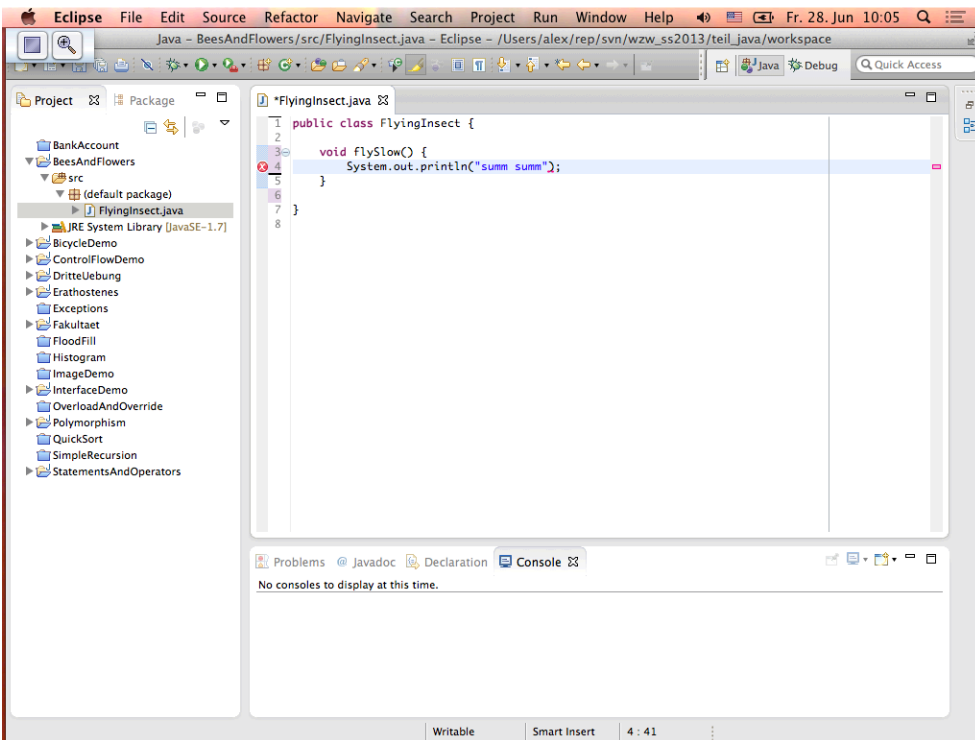 Eclipse File Edit Source Refactor Navigate Search Project Run Window Help Fr. 28. Jun 10:05
Java – BeesAndFlowers/src/FlyingInsect.java – Eclipse – /Users/alex/rep/svn/wzw_ss2013/teil_java/workspace
Java Debug Quick Access
Project Package
BankAccount
BeesAndFlowers
src
(default package)
FlyingInsect.java
JRE System Library [JavaSE-1.7]
BicycleDemo
ControlFlowDemo
DritteUebung
Erathostenes
Exceptions
Fakultaet
FloodFill
Histogram
ImageDemo
InterfaceDemo
OverloadAndOverride
Polymorphism
QuickSort
SimpleRecursion
StatementsAndOperators
*FlyingInsect.java
1 public class FlyingInsect {
2
3 void flySlow() {
4 System.out.println("summ summ");
5 }
6
7 }
8
Problems @ Javadoc Declaration Console
No consoles to display at this time.
Writable Smart Insert 4 : 41